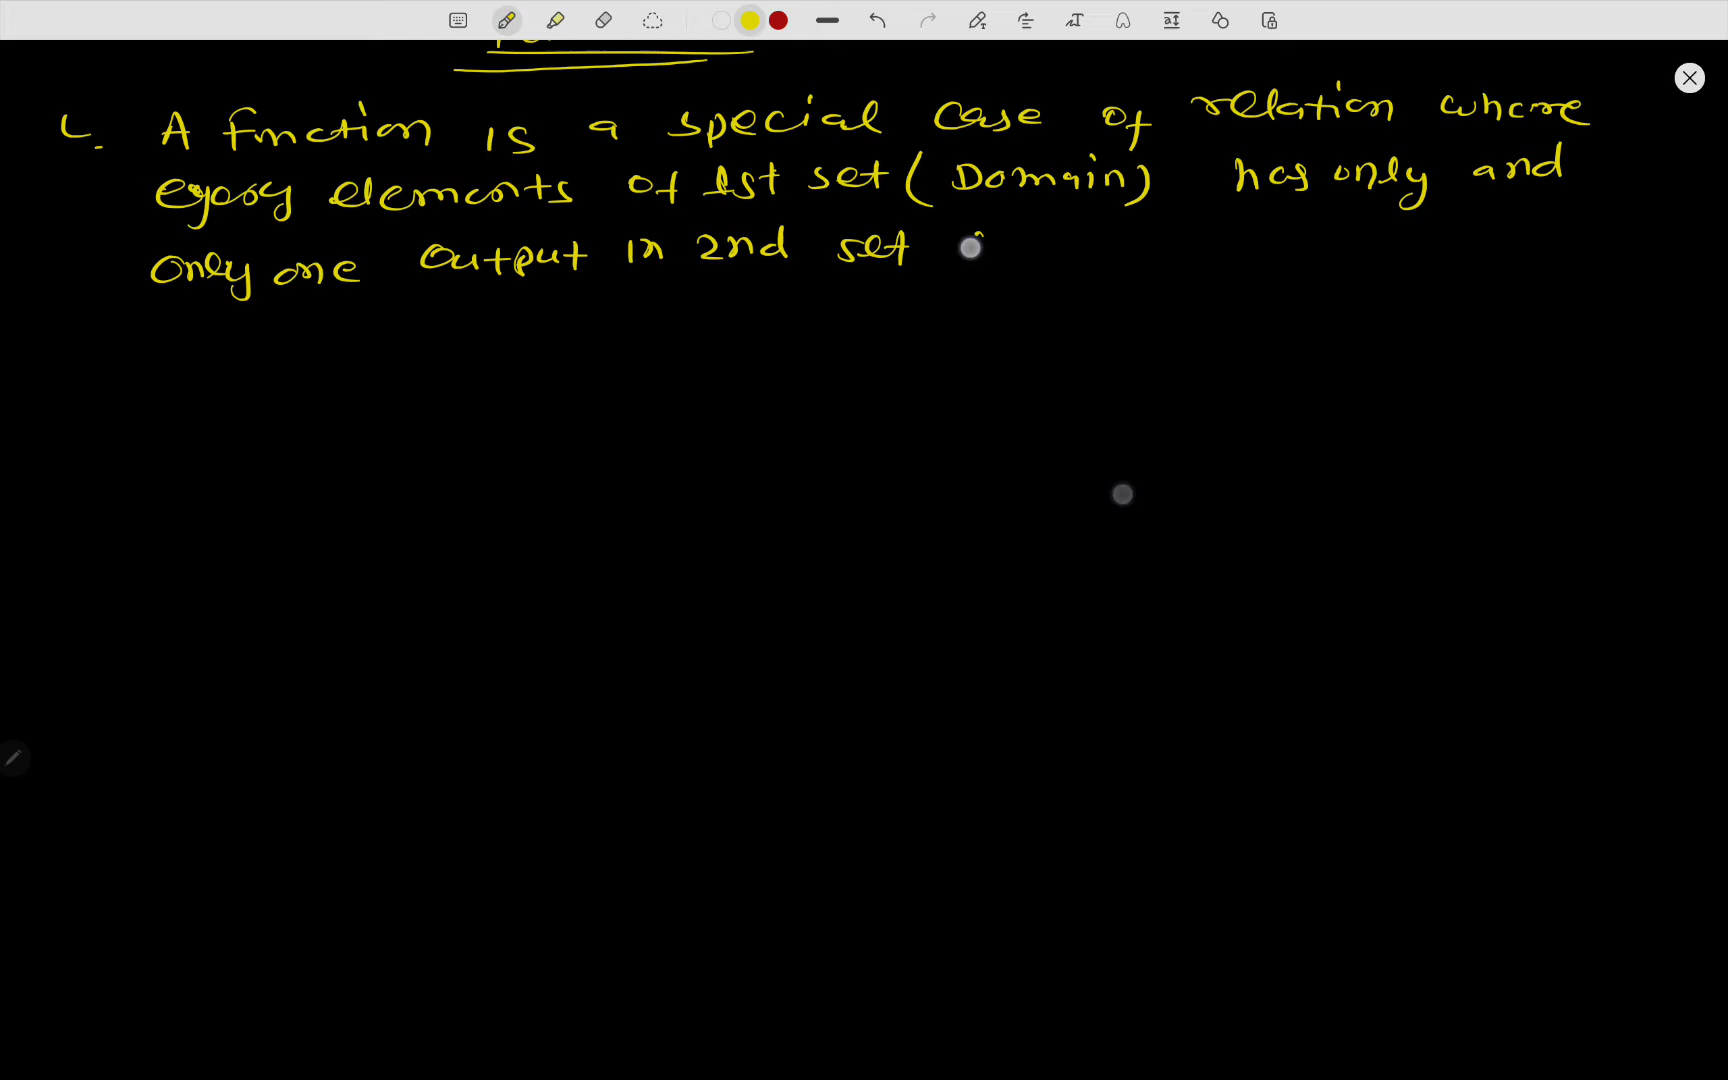 A function is a special case of relation where
every elements of 1st set (Domain) has only and
only one output in 2nd set